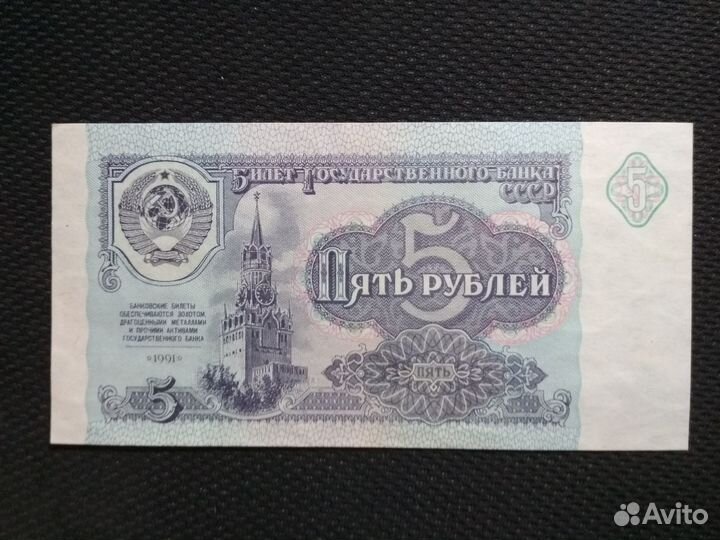 Билет Государственного Банка
СССР
5
5
Пять рублей
Банковские билеты
обеспечиваются золотом,
драгоценными металлами
и прочими активами
Государственного банка
1991
пять
5
Avito